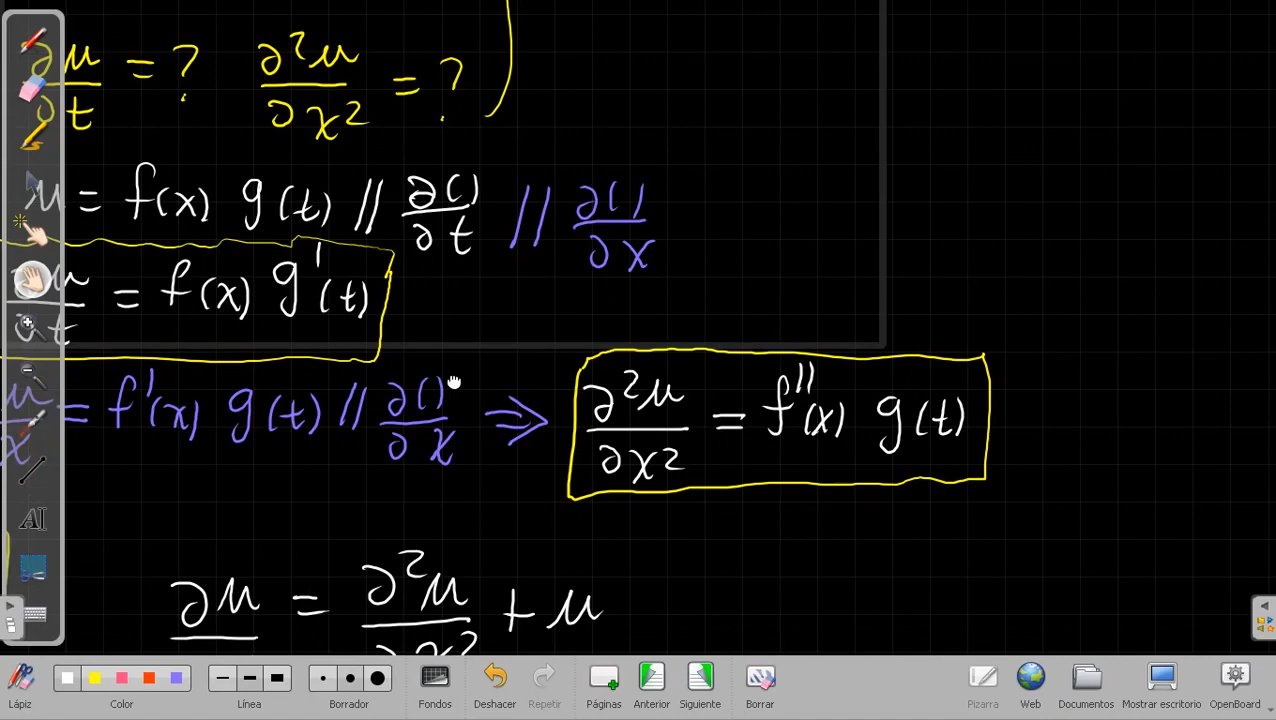 ∂u/∂t = ? ∂²u/∂x² = ?
u = f(x) g(t) // ∂()/∂t // ∂()/∂x
∂u/∂t = f(x) g'(t)
∂u/∂x = f'(x) g(t) // ∂()/∂x ⇒ ∂²u/∂x² = f''(x) g(t)
∂u = ∂²u/∂x² + u
Lápiz Color Línea Borrador Fondos Deshacer Repetir Páginas Anterior Siguiente Borrar Pizarra Web Documentos Mostrar escritorio OpenBoard